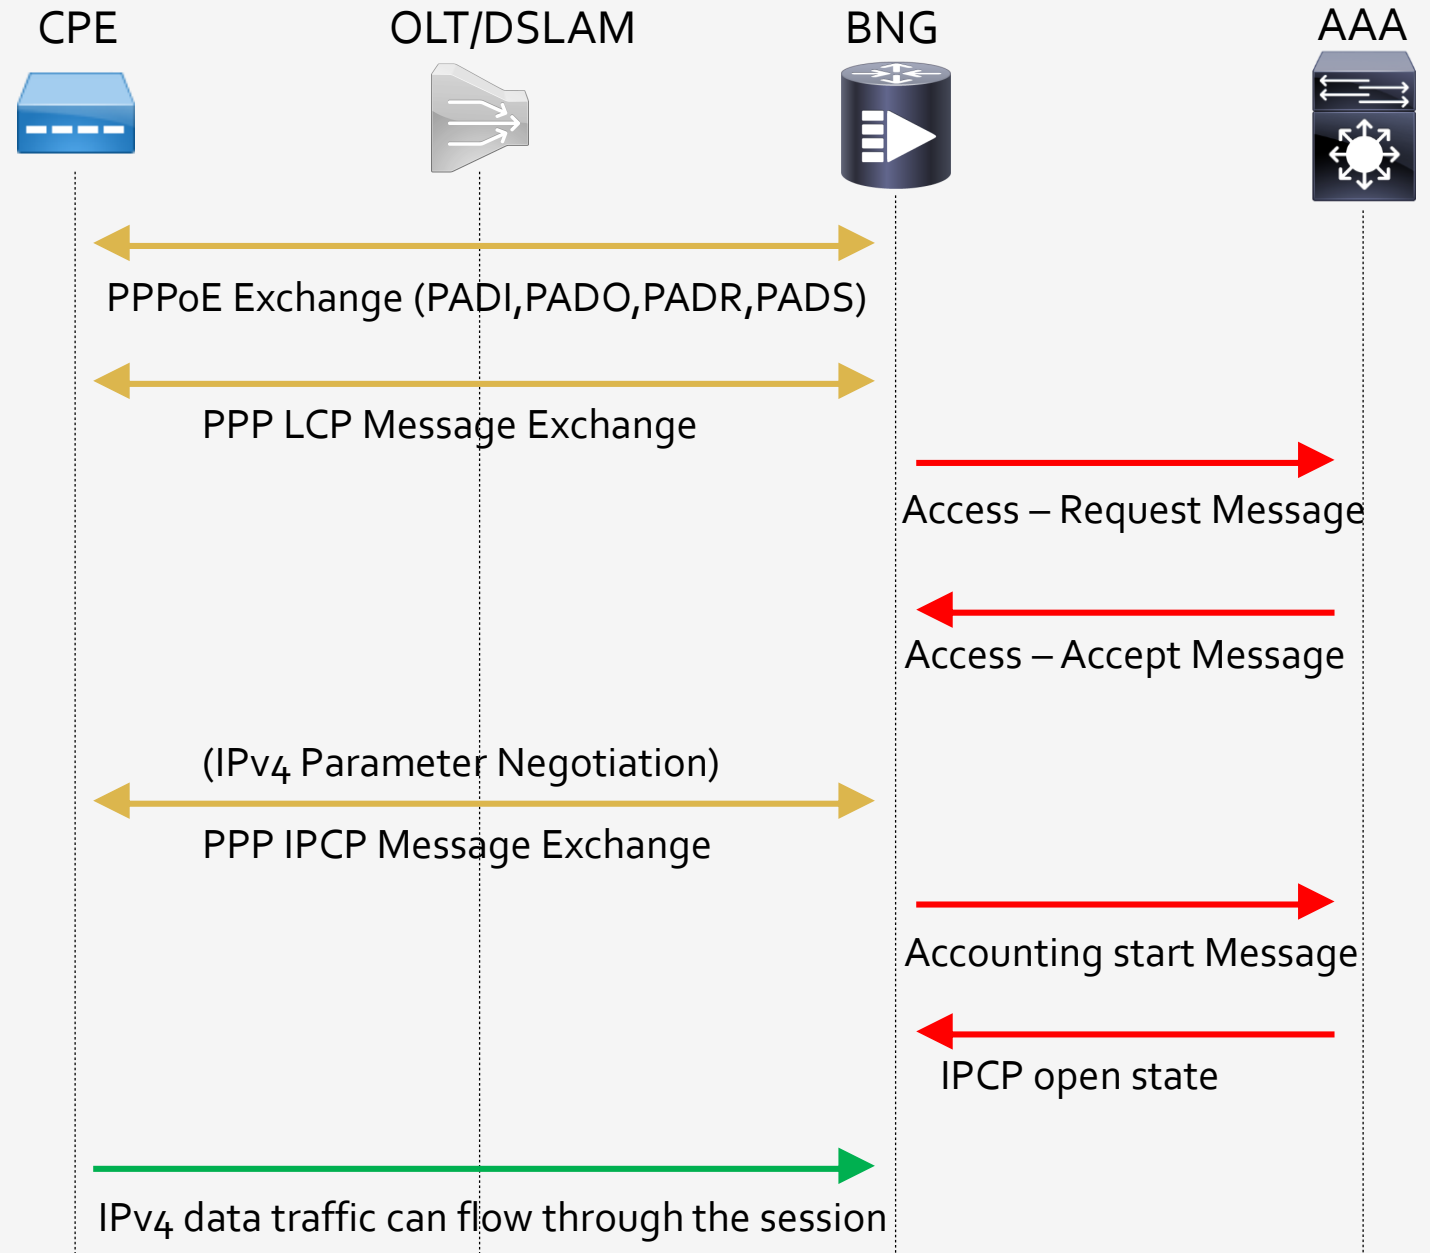 CPE
OLT/DSLAM
BNG
AAA
PPPoE Exchange (PADI,PADO,PADR,PADS)
PPP LCP Message Exchange
Access – Request Message
Access – Accept Message
(IPv4 Parameter Negotiation)
PPP IPCP Message Exchange
Accounting start Message
IPCP open state
IPv4 data traffic can flow through the session